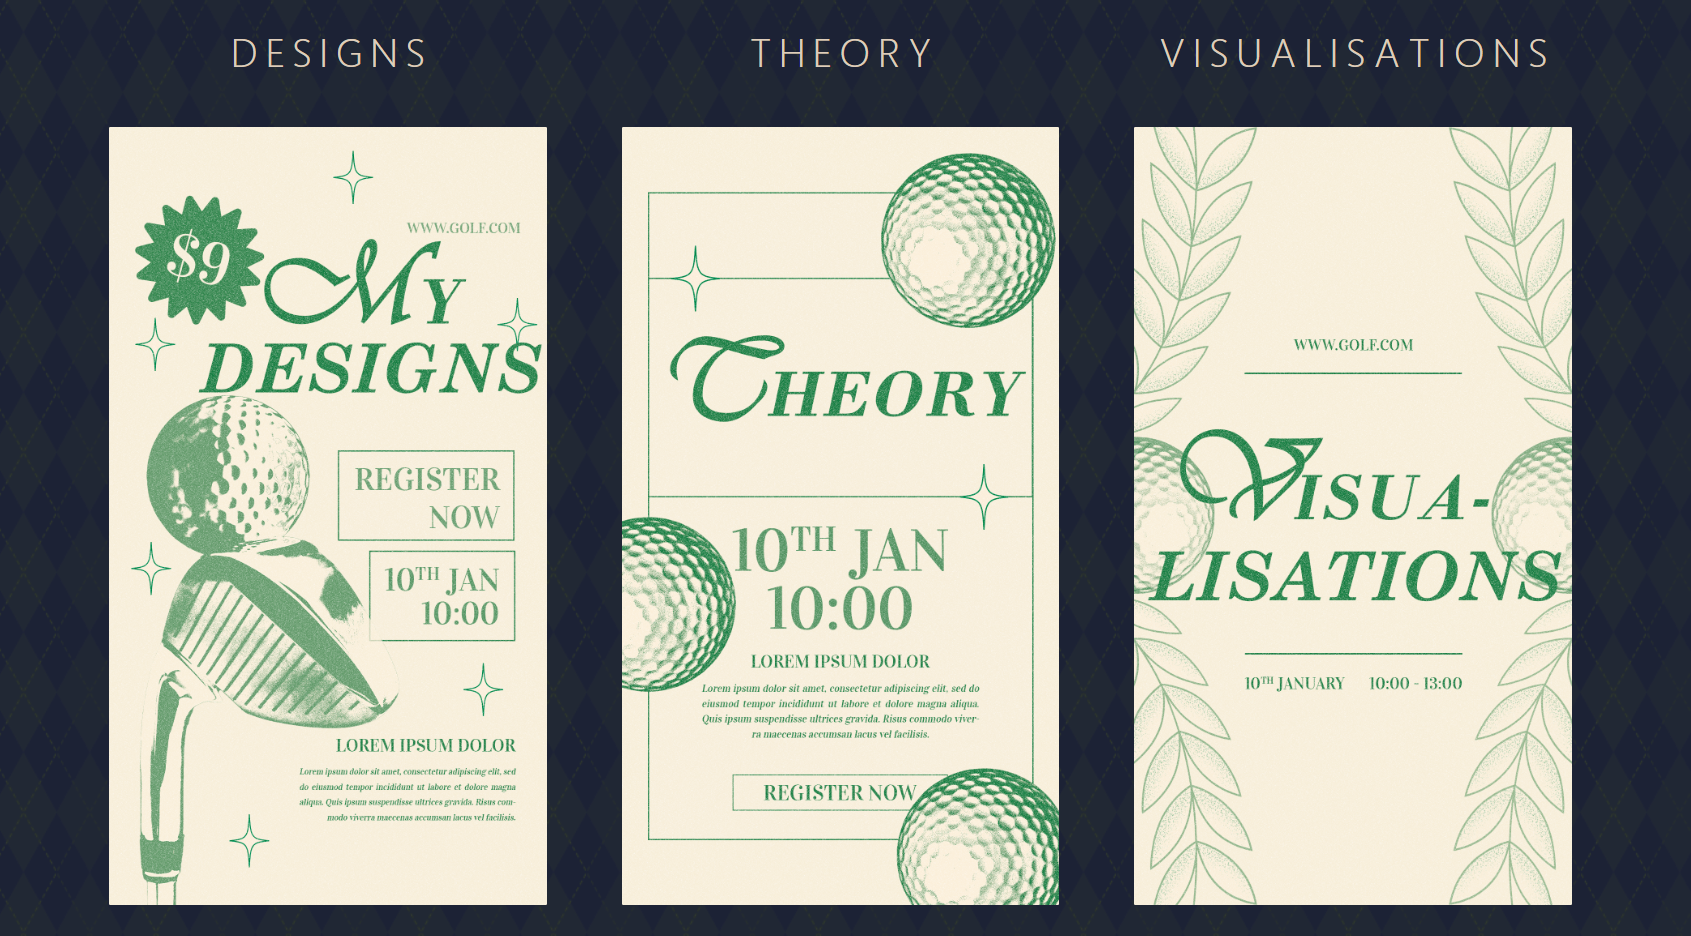 DESIGNS
THEORY
VISUALISATIONS
WWW.GOLF.COM
$9
MY
DESIGNS
REGISTER
NOW
10TH JAN
10:00
LOREM IPSUM DOLOR
Lorem ipsum dolor sit amet, consectetur adipiscing elit, sed
do eiusmod tempor incididunt ut labore et dolore magna
aliqua. Quis ipsum suspendisse ultrices gravida. Risus com-
modo viverra maecenas accumsan lacus vel facilisis.
THEORY
10TH JAN
10:00
LOREM IPSUM DOLOR
Lorem ipsum dolor sit amet, consectetur adipiscing elit, sed do
eiusmod tempor incididunt ut labore et dolore magna aliqua.
Quis ipsum suspendisse ultrices gravida. Risus commodo viver-
ra maecenas accumsan lacus vel facilisis.
REGISTER NOW
WWW.GOLF.COM
VISUA-
LISATIONS
10TH JANUARY 10:00 - 13:00